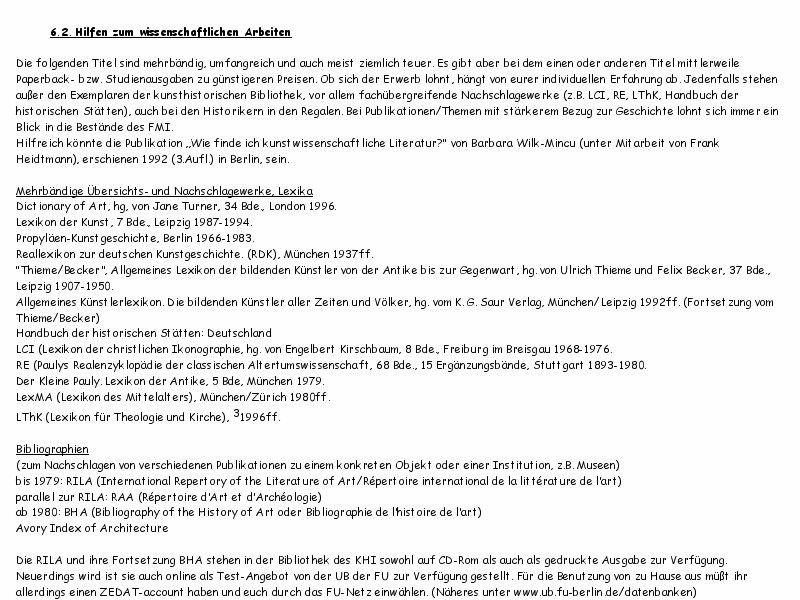 6.2. Hilfen zum wissenschaftlichen Arbeiten
Die folgenden Titel sind mehrbändig, umfangreich und auch meist ziemlich teuer. Es gibt aber bei dem einen oder anderen Titel mittlerweile
Paperback- bzw. Studienausgaben zu günstigeren Preisen. Ob sich der Erwerb lohnt, hängt von eurer individuellen Erfahrung ab. Jedenfalls stehen
außer den Exemplaren der kunsthistorischen Bibliothek, vor allem fachübergreifende Nachschlagewerke (z.B. LCI, RE, LThK, Handbuch der
historischen Stätten), auch bei den Historikern in den Regalen. Bei Publikationen/Themen mit stärkerem Bezug zur Geschichte lohnt sich immer ein
Blick in die Bestände des FMI.
Hilfreich könnte die Publikation „Wie finde ich kunstwissenschaftliche Literatur?" von Barbara Wilk-Mincu (unter Mitarbeit von Frank
Heidtmann), erschienen 1992 (3.Aufl.) in Berlin, sein.
Mehrbändige Übersichts- und Nachschlagewerke, Lexika
Dictionary of Art, hg, von Jane Turner, 34 Bde., London 1996.
Lexikon der Kunst, 7 Bde., Leipzig 1987-1994.
Propyläen-Kunstgeschichte, Berlin 1966-1983.
Reallexikon zur deutschen Kunstgeschichte. (RDK), München 1937ff.
"Thieme/Becker", Allgemeines Lexikon der bildenden Künstler von der Antike bis zur Gegenwart, hg. von Ulrich Thieme und Felix Becker, 37 Bde.,
Leipzig 1907-1950.
Allgemeines Künstlerlexikon. Die bildenden Künstler aller Zeiten und Völker, hg. vom K.G. Saur Verlag, München/Leipzig 1992ff. (Fortsetzung vom
Thieme/Becker)
Handbuch der historischen Stätten: Deutschland
LCI (Lexikon der christlichen Ikonographie, hg. von Engelbert Kirschbaum, 8 Bde., Freiburg im Breisgau 1968-1976.
RE (Paulys Realenzyklopädie der classischen Altertumswissenschaft, 68 Bde., 15 Ergänzungsbände, Stuttgart 1893-1980.
Der Kleine Pauly. Lexikon der Antike, 5 Bde, München 1979.
LexMA (Lexikon des Mittelalters), München/Zürich 1980ff.
LThK (Lexikon für Theologie und Kirche), ³1996ff.
Bibliographien
(zum Nachschlagen von verschiedenen Publikationen zu einem konkreten Objekt oder einer Institution, z.B. Museen)
bis 1979: RILA (International Repertory of the Literature of Art/Répertoire international de la littérature de l'art)
parallel zur RILA: RAA (Répertoire d'Art et d'Archéologie)
ab 1980: BHA (Bibliography of the History of Art oder Bibliographie de l'histoire de l'art)
Avory Index of Architecture
Die RILA und ihre Fortsetzung BHA stehen in der Bibliothek des KHI sowohl auf CD-Rom als auch als gedruckte Ausgabe zur Verfügung.
Neuerdings wird ist sie auch online als Test-Angebot von der UB der FU zur Verfügung gestellt. Für die Benutzung von zu Hause aus müßt ihr
allerdings einen ZEDAT-account haben und euch durch das FU-Netz einwählen. (Näheres unter www.ub.fu-berlin.de/datenbanken)